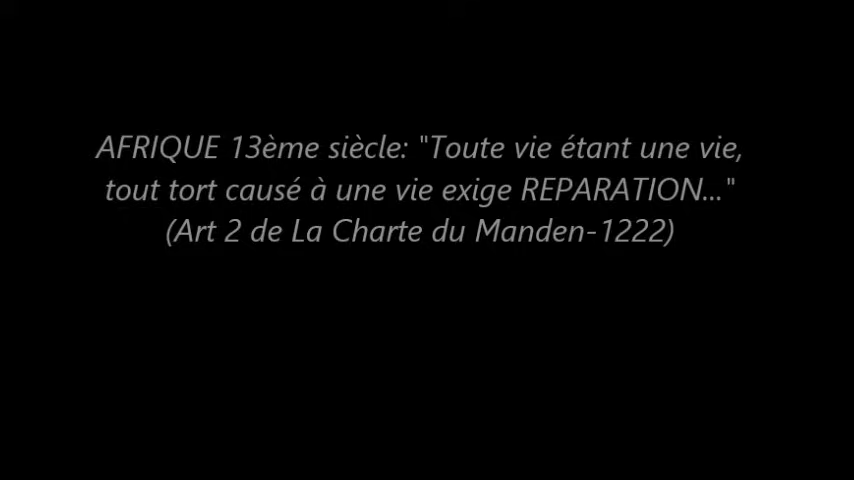 AFRIQUE 13ème siècle: "Toute vie étant une vie,
tout tort causé à une vie exige REPARATION..."
(Art 2 de La Charte du Manden-1222)